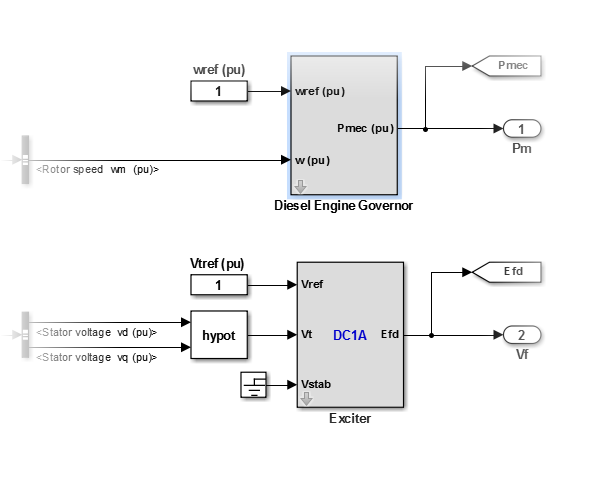 wref (pu)
1
wref (pu)
Pmec (pu)
w (pu)
Pmec
1
Pm
<Rotor speed wm (pu)>
Diesel Engine Governor
Vtref (pu)
1
Vref
<Stator voltage vd (pu)>
<Stator voltage vq (pu)>
hypot
Vt
DC1A
Efd
Vstab
Exciter
Efd
2
Vf